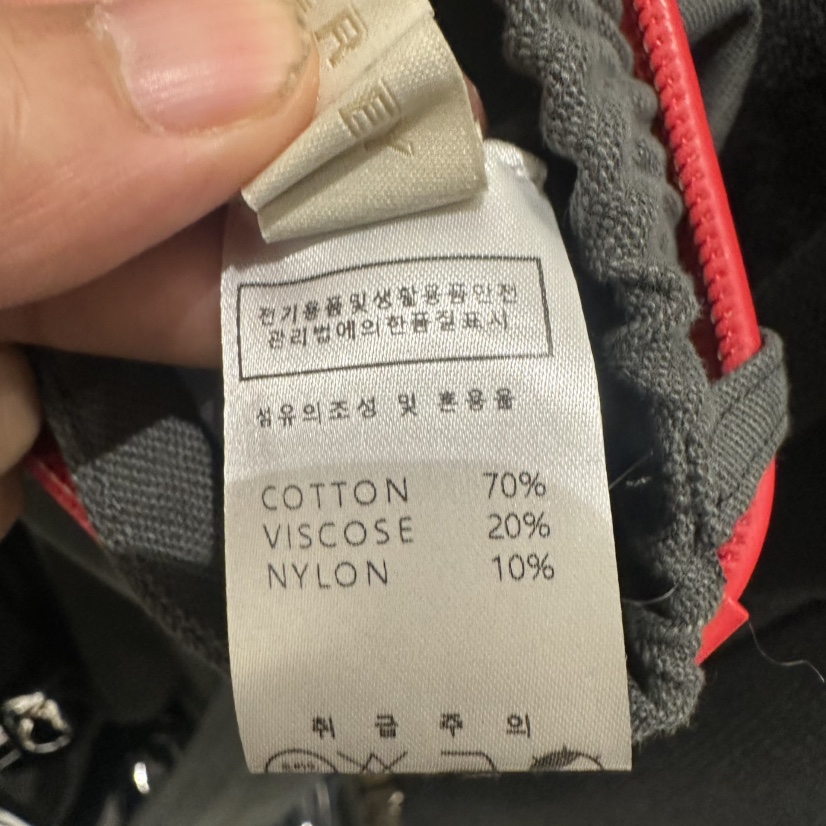 전기용품및생활용품안전
관리법에의한품질표시
섬유의조성 및 혼용율
COTTON 70%
VISCOSE 20%
NYLON 10%
취급주의